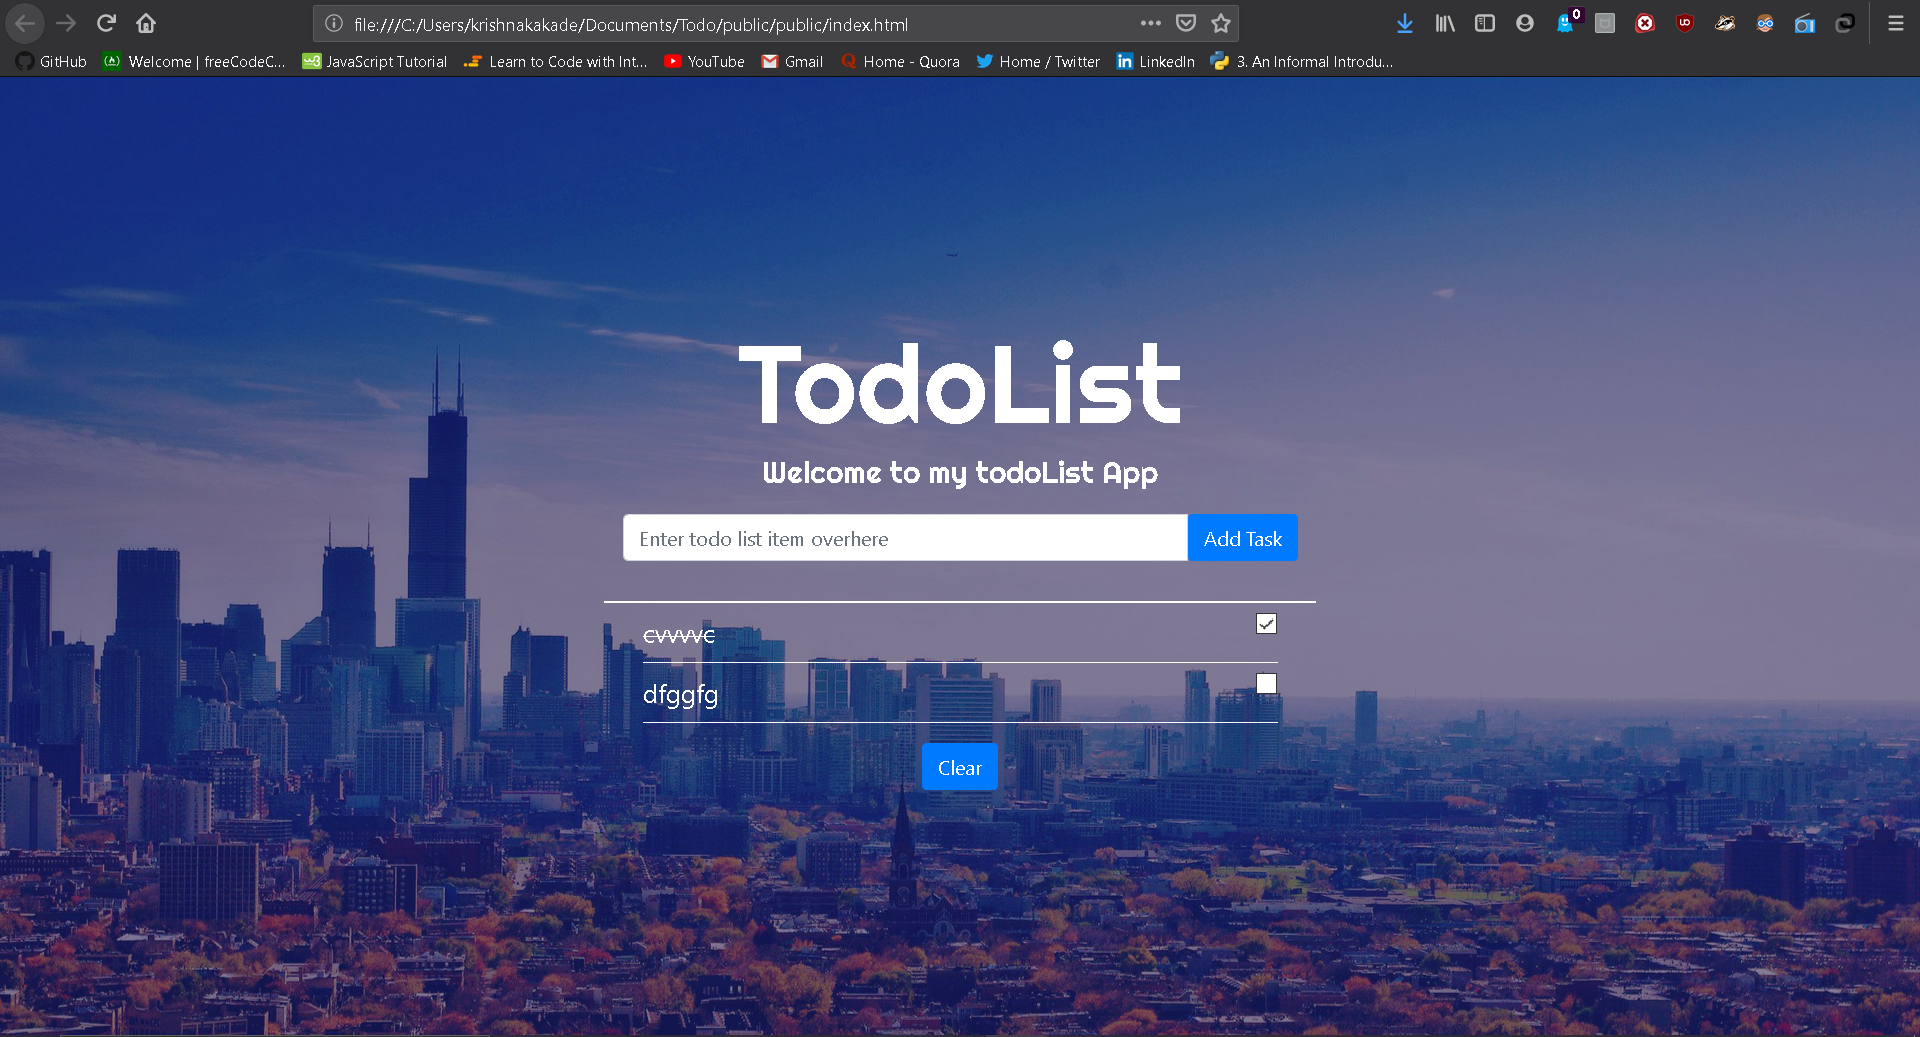 file:///C:/Users/krishnakakade/Documents/Todo/public/public/index.html
0
GitHub Welcome | freeCodeC... JavaScript Tutorial Learn to Code with Int... YouTube Gmail Home - Quora Home / Twitter LinkedIn 3. An Informal Introdu...
TodoList
Welcome to my todoList App
Enter todo list item overhere Add Task
cvvvvc
dfggfg
Clear